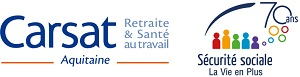 Carsat
Retraite
& Santé
au travail
Aquitaine
70 ans
Sécurité sociale
La Vie en Plus